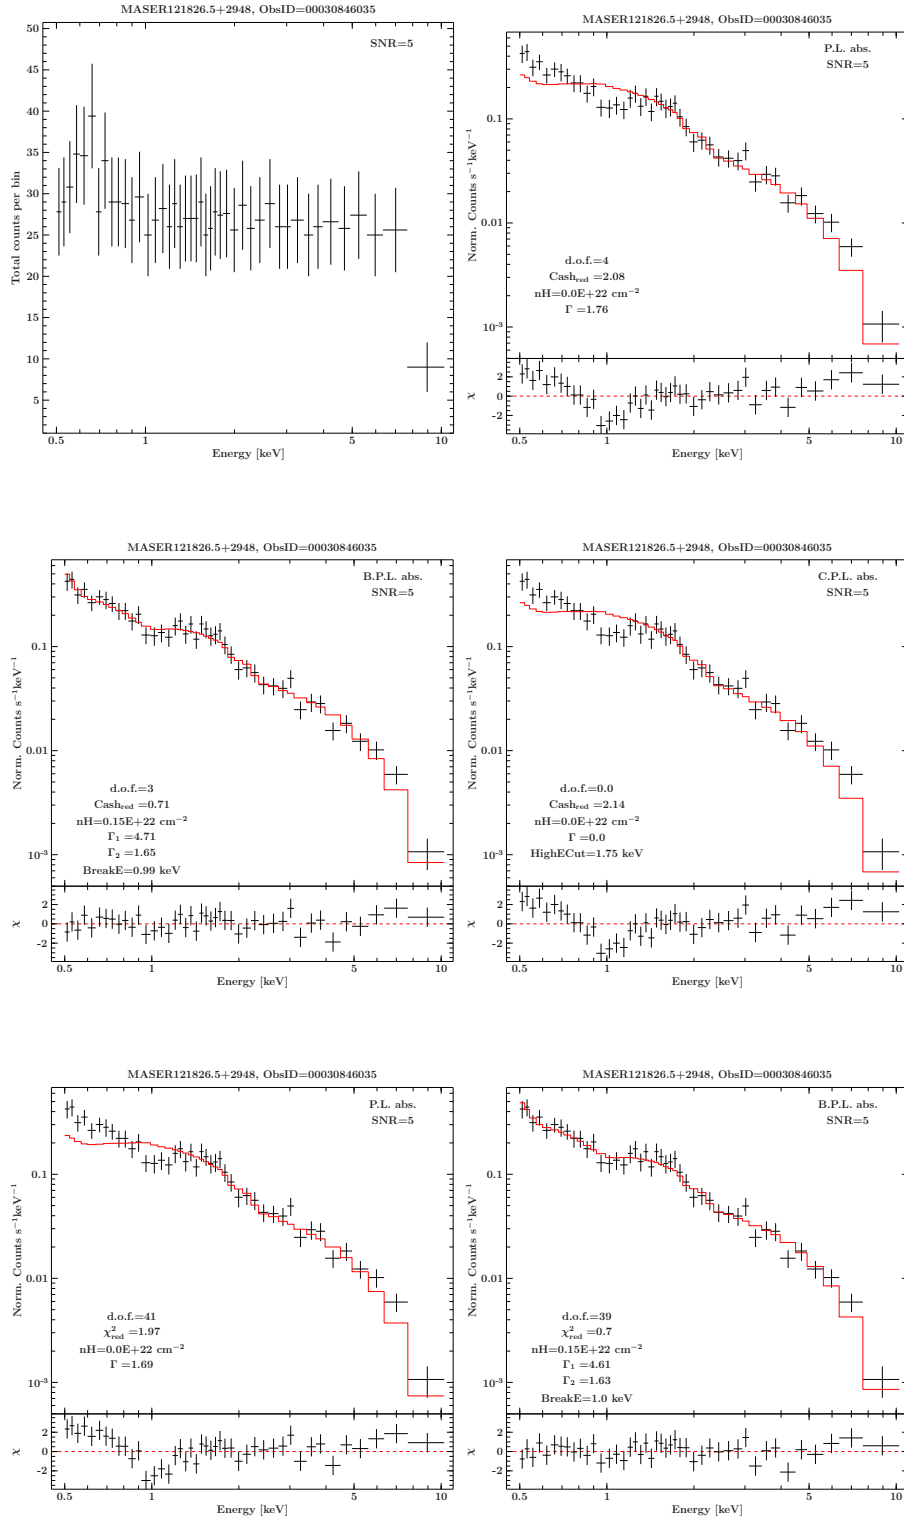 MASER121826.5+2948, ObsID=00030846035
SNR=5
Total counts per bin
50
45
40
35
30
25
20
15
10
5
0.5 1 5 10
Energy [keV]
MASER121826.5+2948, ObsID=00030846035
P.L. abs.
SNR=5
Norm. Counts s⁻¹keV⁻¹
0.1
0.01
10⁻³
d.o.f.=4
Cash_red =2.08
nH=0.0E+22 cm⁻²
Γ =1.76
χ
2
0
−2
0.5 1 5 10
Energy [keV]
MASER121826.5+2948, ObsID=00030846035
B.P.L. abs.
SNR=5
Norm. Counts s⁻¹keV⁻¹
0.1
0.01
10⁻³
d.o.f.=3
Cash_red =0.71
nH=0.15E+22 cm⁻²
Γ₁ =4.71
Γ₂ =1.65
BreakE=0.99 keV
χ
2
0
−2
0.5 1 5 10
Energy [keV]
MASER121826.5+2948, ObsID=00030846035
C.P.L. abs.
SNR=5
Norm. Counts s⁻¹keV⁻¹
0.1
0.01
10⁻³
d.o.f.=0.0
Cash_red =2.14
nH=0.0E+22 cm⁻²
Γ =0.0
HighECut=1.75 keV
χ
2
0
−2
0.5 1 5 10
Energy [keV]
MASER121826.5+2948, ObsID=00030846035
P.L. abs.
SNR=5
Norm. Counts s⁻¹keV⁻¹
0.1
0.01
10⁻³
d.o.f.=41
χ²_red =1.97
nH=0.0E+22 cm⁻²
Γ =1.69
χ
2
0
−2
0.5 1 5 10
Energy [keV]
MASER121826.5+2948, ObsID=00030846035
B.P.L. abs.
SNR=5
Norm. Counts s⁻¹keV⁻¹
0.1
0.01
10⁻³
d.o.f.=39
χ²_red =0.7
nH=0.15E+22 cm⁻²
Γ₁ =4.61
Γ₂ =1.63
BreakE=1.0 keV
χ
2
0
−2
0.5 1 5 10
Energy [keV]